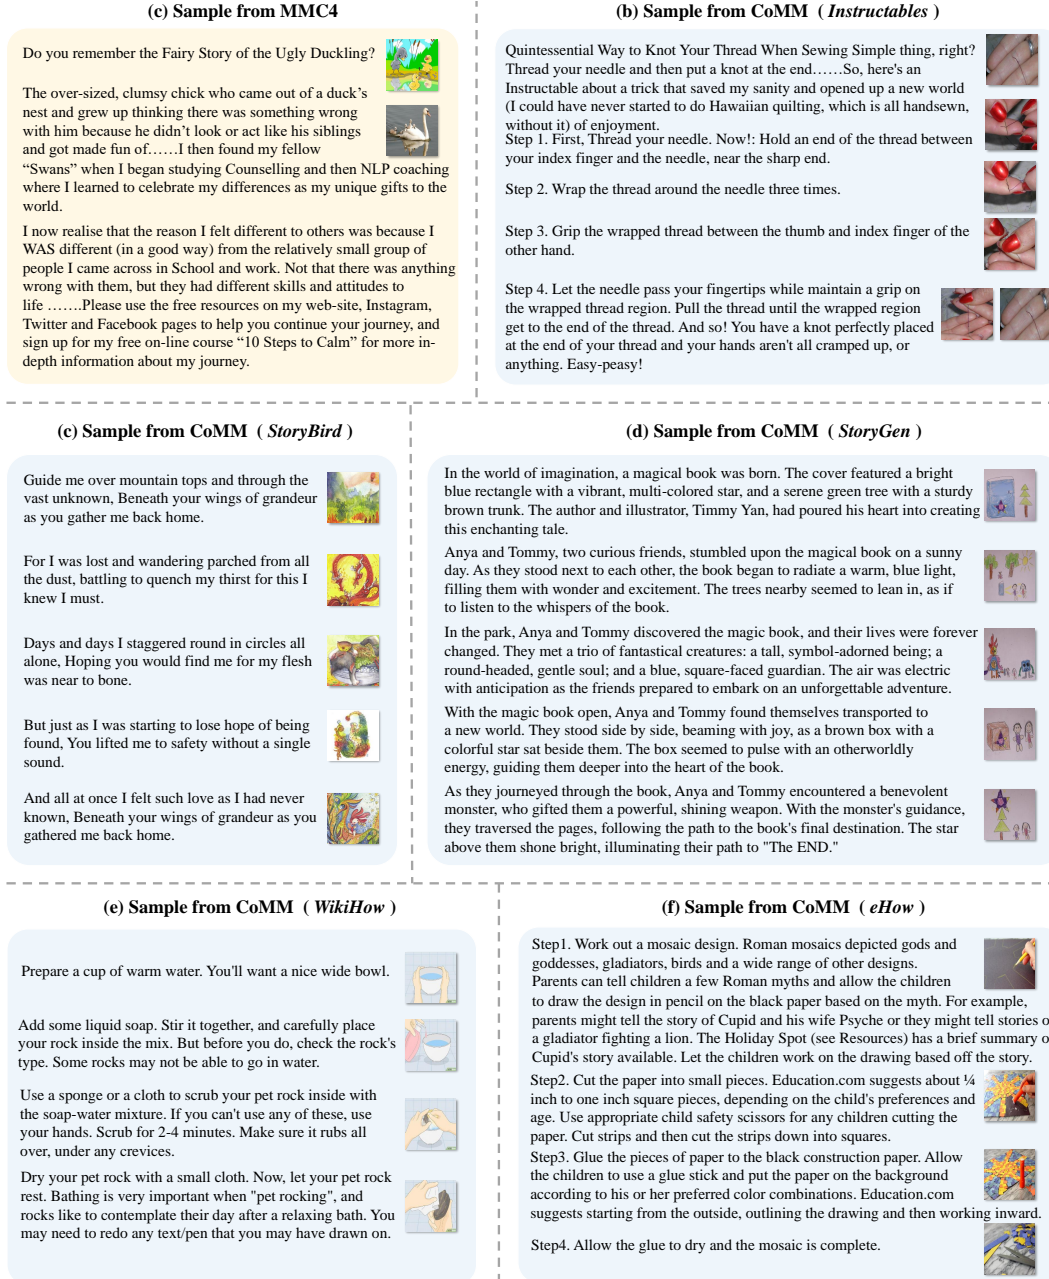 (c) Sample from MMC4
Do you remember the Fairy Story of the Ugly Duckling?
The over-sized, clumsy chick who came out of a duck's
nest and grew up thinking there was something wrong
with him because he didn't look or act like his siblings
and got made fun of……I then found my fellow
“Swans” when I began studying Counselling and then NLP coaching
where I learned to celebrate my differences as my unique gifts to the
world.
I now realise that the reason I felt different to others was because I
WAS different (in a good way) from the relatively small group of
people I came across in School and work. Not that there was anything
wrong with them, but they had different skills and attitudes to
life …….Please use the free resources on my web-site, Instagram,
Twitter and Facebook pages to help you continue your journey, and
sign up for my free on-line course “10 Steps to Calm” for more in-
depth information about my journey.
(b) Sample from CoMM ( Instructables )
Quintessential Way to Knot Your Thread When Sewing Simple thing, right?
Thread your needle and then put a knot at the end……So, here's an
Instructable about a trick that saved my sanity and opened up a new world
(I could have never started to do Hawaiian quilting, which is all handsewn,
without it) of enjoyment.
Step 1. First, Thread your needle. Now!: Hold an end of the thread between
your index finger and the needle, near the sharp end.
Step 2. Wrap the thread around the needle three times.
Step 3. Grip the wrapped thread between the thumb and index finger of the
other hand.
Step 4. Let the needle pass your fingertips while maintain a grip on
the wrapped thread region. Pull the thread until the wrapped region
get to the end of the thread. And so! You have a knot perfectly placed
at the end of your thread and your hands aren't all cramped up, or
anything. Easy-peasy!
(c) Sample from CoMM ( StoryBird )
Guide me over mountain tops and through the
vast unknown, Beneath your wings of grandeur
as you gather me back home.
For I was lost and wandering parched from all
the dust, battling to quench my thirst for this I
knew I must.
Days and days I staggered round in circles all
alone, Hoping you would find me for my flesh
was near to bone.
But just as I was starting to lose hope of being
found, You lifted me to safety without a single
sound.
And all at once I felt such love as I had never
known, Beneath your wings of grandeur as you
gathered me back home.
(d) Sample from CoMM ( StoryGen )
In the world of imagination, a magical book was born. The cover featured a bright
blue rectangle with a vibrant, multi-colored star, and a serene green tree with a sturdy
brown trunk. The author and illustrator, Timmy Yan, had poured his heart into creating
this enchanting tale.
Anya and Tommy, two curious friends, stumbled upon the magical book on a sunny
day. As they stood next to each other, the book began to radiate a warm, blue light,
filling them with wonder and excitement. The trees nearby seemed to lean in, as if
to listen to the whispers of the book.
In the park, Anya and Tommy discovered the magic book, and their lives were forever
changed. They met a trio of fantastical creatures: a tall, symbol-adorned being; a
round-headed, gentle soul; and a blue, square-faced guardian. The air was electric
with anticipation as the friends prepared to embark on an unforgettable adventure.
With the magic book open, Anya and Tommy found themselves transported to
a new world. They stood side by side, beaming with joy, as a brown box with a
colorful star sat beside them. The box seemed to pulse with an otherworldly
energy, guiding them deeper into the heart of the book.
As they journeyed through the book, Anya and Tommy encountered a benevolent
monster, who gifted them a powerful, shining weapon. With the monster's guidance,
they traversed the pages, following the path to the book's final destination. The star
above them shone bright, illuminating their path to "The END."
(e) Sample from CoMM ( WikiHow )
Prepare a cup of warm water. You'll want a nice wide bowl.
Add some liquid soap. Stir it together, and carefully place
your rock inside the mix. But before you do, check the rock's
type. Some rocks may not be able to go in water.
Use a sponge or a cloth to scrub your pet rock inside with
the soap-water mixture. If you can't use any of these, use
your hands. Scrub for 2-4 minutes. Make sure it rubs all
over, under any crevices.
Dry your pet rock with a small cloth. Now, let your pet rock
rest. Bathing is very important when "pet rocking", and
rocks like to contemplate their day after a relaxing bath. You
may need to redo any text/pen that you may have drawn on.
(f) Sample from CoMM ( eHow )
Step1. Work out a mosaic design. Roman mosaics depicted gods and
goddesses, gladiators, birds and a wide range of other designs.
Parents can tell children a few Roman myths and allow the children
to draw the design in pencil on the black paper based on the myth. For example,
parents might tell the story of Cupid and his wife Psyche or they might tell stories o
a gladiator fighting a lion. The Holiday Spot (see Resources) has a brief summary o
Cupid's story available. Let the children work on the drawing based off the story.
Step2. Cut the paper into small pieces. Education.com suggests about ¼
inch to one inch square pieces, depending on the child's preferences and
age. Use appropriate child safety scissors for any children cutting the
paper. Cut strips and then cut the strips down into squares.
Step3. Glue the pieces of paper to the black construction paper. Allow
the children to use a glue stick and put the paper on the background
according to his or her preferred color combinations. Education.com
suggests starting from the outside, outlining the drawing and then working inward.
Step4. Allow the glue to dry and the mosaic is complete.